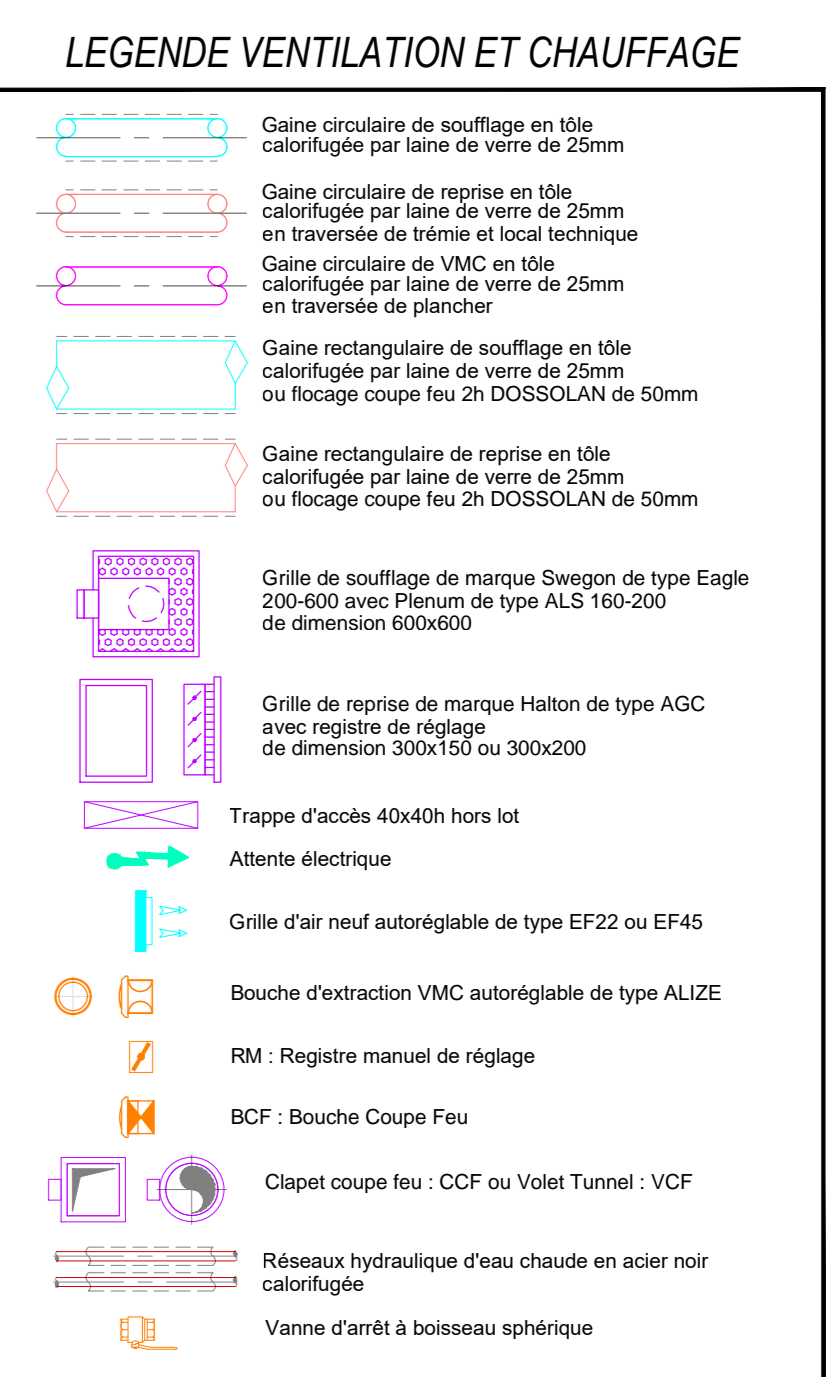 LEGENDE VENTILATION ET CHAUFFAGE
Gaine circulaire de soufflage en tôle
calorifugée par laine de verre de 25mm
Gaine circulaire de reprise en tôle
calorifugée par laine de verre de 25mm
en traversée de trémie et local technique
Gaine circulaire de VMC en tôle
calorifugée par laine de verre de 25mm
en traversée de plancher
Gaine rectangulaire de soufflage en tôle
calorifugée par laine de verre de 25mm
ou flocage coupe feu 2h DOSSOLAN de 50mm
Gaine rectangulaire de reprise en tôle
calorifugée par laine de verre de 25mm
ou flocage coupe feu 2h DOSSOLAN de 50mm
Grille de soufflage de marque Swegon de type Eagle
200-600 avec Plenum de type ALS 160-200
de dimension 600x600
Grille de reprise de marque Halton de type AGC
avec registre de réglage
de dimension 300x150 ou 300x200
Trappe d'accès 40x40h hors lot
Attente électrique
Grille d'air neuf autoréglable de type EF22 ou EF45
Bouche d'extraction VMC autoréglable de type ALIZE
RM : Registre manuel de réglage
BCF : Bouche Coupe Feu
Clapet coupe feu : CCF ou Volet Tunnel : VCF
Réseaux hydraulique d'eau chaude en acier noir
calorifugée
Vanne d'arrêt à boisseau sphérique